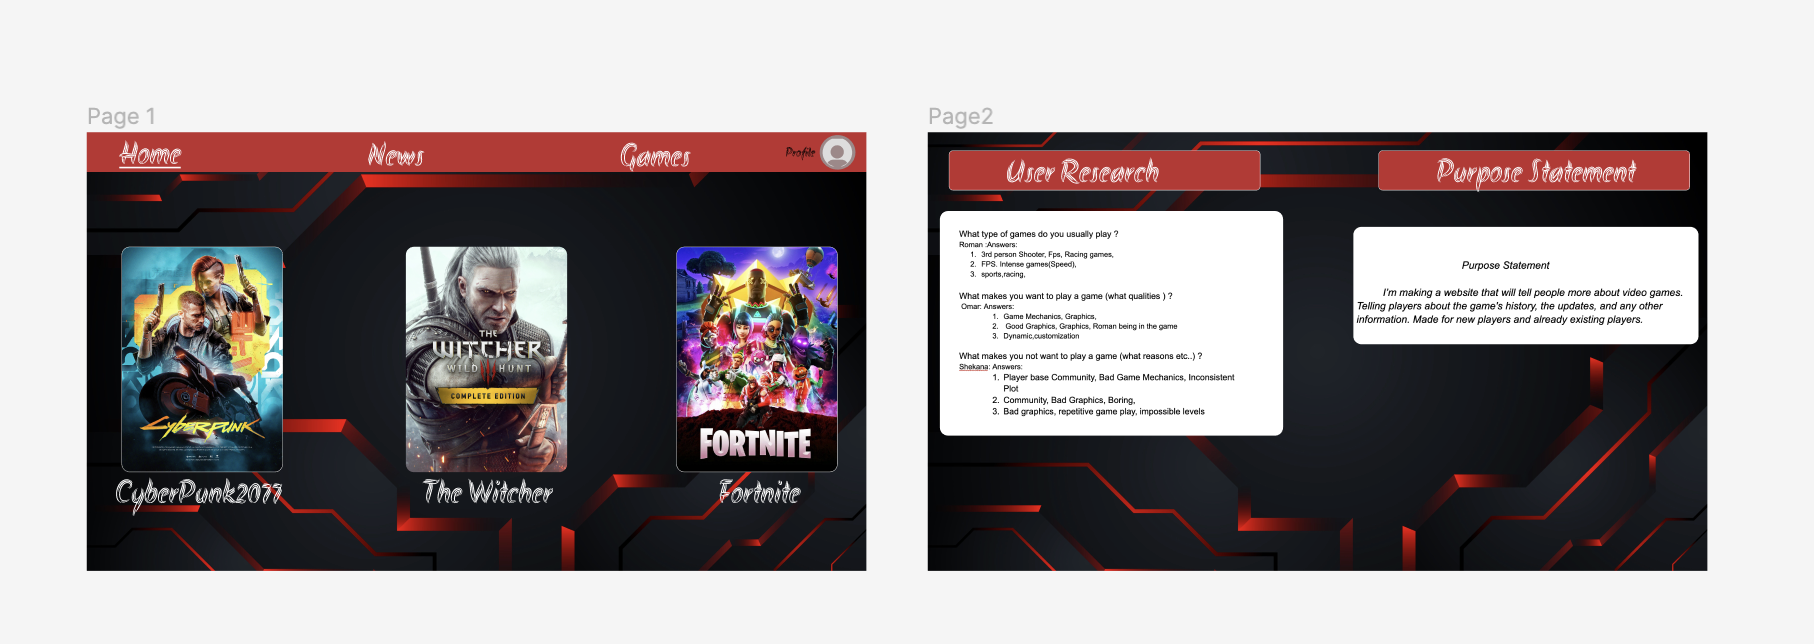 Page 1
Home
News
Games
Profile
CYBERPUNK
THE
WITCHER
WILD HUNT
COMPLETE EDITION
FORTNITE
CyberPunk2077
The Witcher
Fortnite
Page2
User Research
What type of games do you usually play ?
Roman :Answers:
1. 3rd person Shooter, Fps, Racing games,
2. FPS. Intense games(Speed),
3. sports,racing,
What makes you want to play a game (what qualities ) ?
Omar: Answers:
1. Game Mechanics, Graphics,
2. Good Graphics, Graphics, Roman being in the game
3. Dynamic,customization
What makes you not want to play a game (what reasons etc..) ?
Shekana: Answers:
1. Player base Community, Bad Game Mechanics, Inconsistent
Plot
2. Community, Bad Graphics, Boring,
3. Bad graphics, repetitive game play, impossible levels
Purpose Statement
Purpose Statement
I'm making a website that will tell people more about video games.
Telling players about the game's history, the updates, and any other
information. Made for new players and already existing players.